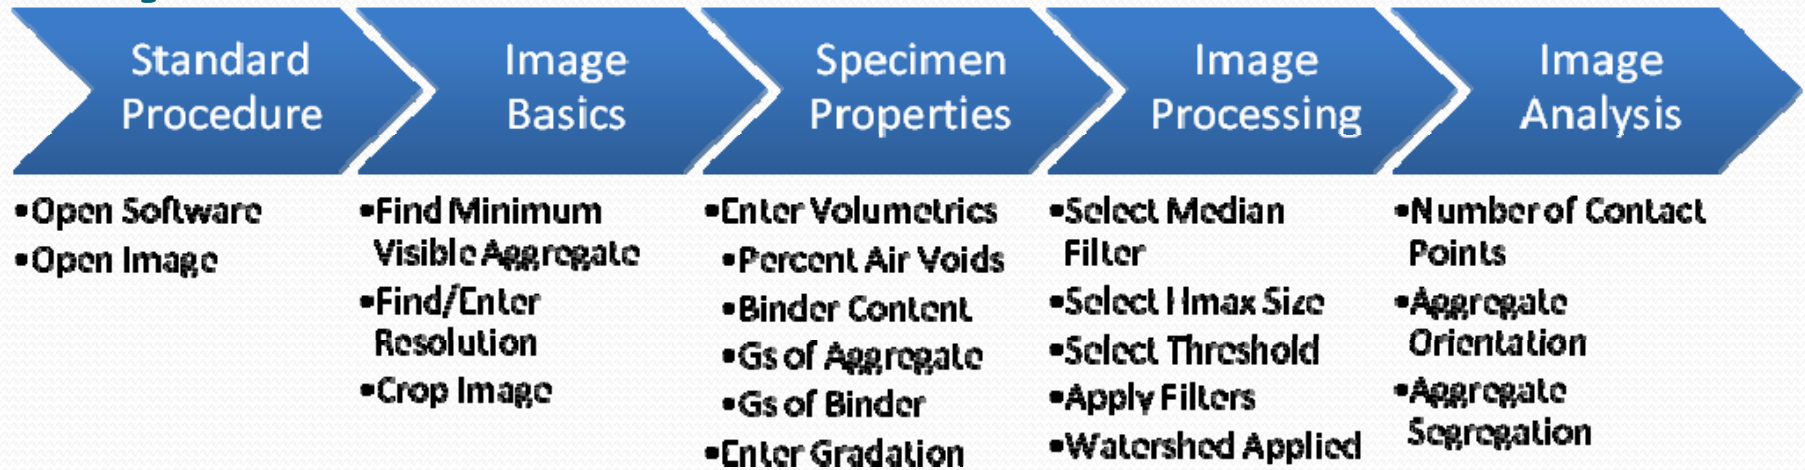 Standard
Procedure
Image
Basics
Specimen
Properties
Image
Processing
Image
Analysis
•Open Software
•Open Image
•Find Minimum
Visible Aggregate
•Find/Enter
Resolution
•Crop Image
•Enter Volumetrics
•Percent Air Voids
•Binder Content
•Gs of Aggregate
•Gs of Binder
•Enter Gradation
•Select Median
Filter
•Select Hmax Size
•Select Threshold
•Apply Filters
•Watershed Applied
•Number of Contact
Points
•Aggregate
Orientation
•Aggregate
Segregation